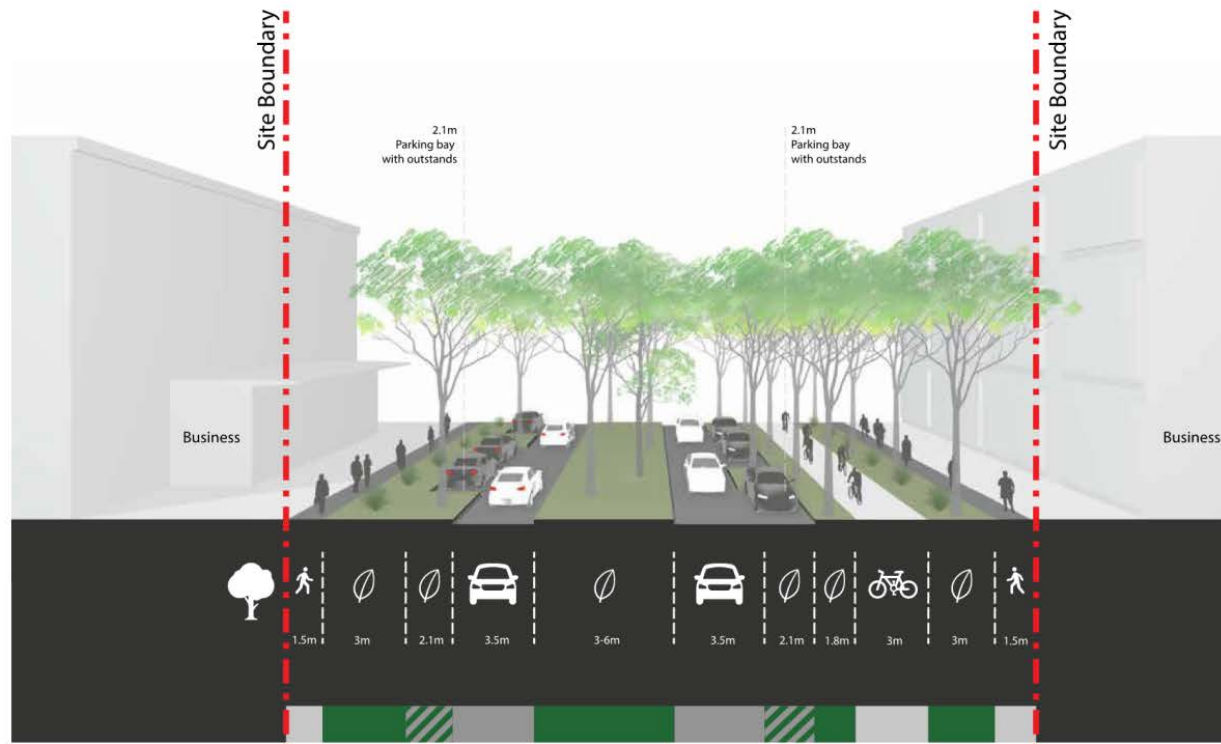 Site Boundary
Site Boundary
2.1m
Parking bay
with outstands
2.1m
Parking bay
with outstands
Business
Business
1.5m
3m
2.1m
3.5m
3-6m
3.5m
2.1m
1.8m
3m
3m
1.5m